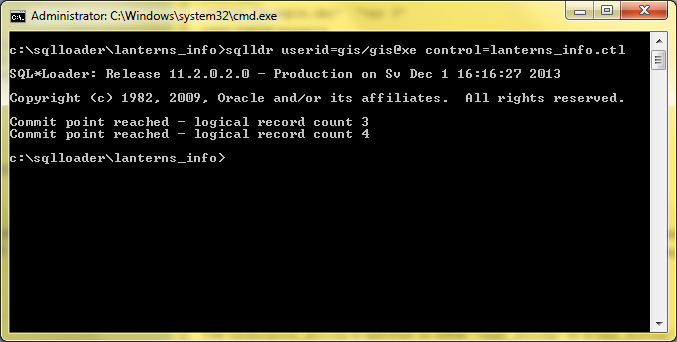 Administrator: C:\Windows\system32\cmd.exe
c:\sqlloader\lanterns_info>sqlldr userid=gis/gis@xe control=lanterns_info.ctl
SQL*Loader: Release 11.2.0.2.0 - Production on Sv Dec 1 16:16:27 2013
Copyright (c) 1982, 2009, Oracle and/or its affiliates.  All rights reserved.
Commit point reached - logical record count 3
Commit point reached - logical record count 4
c:\sqlloader\lanterns_info>